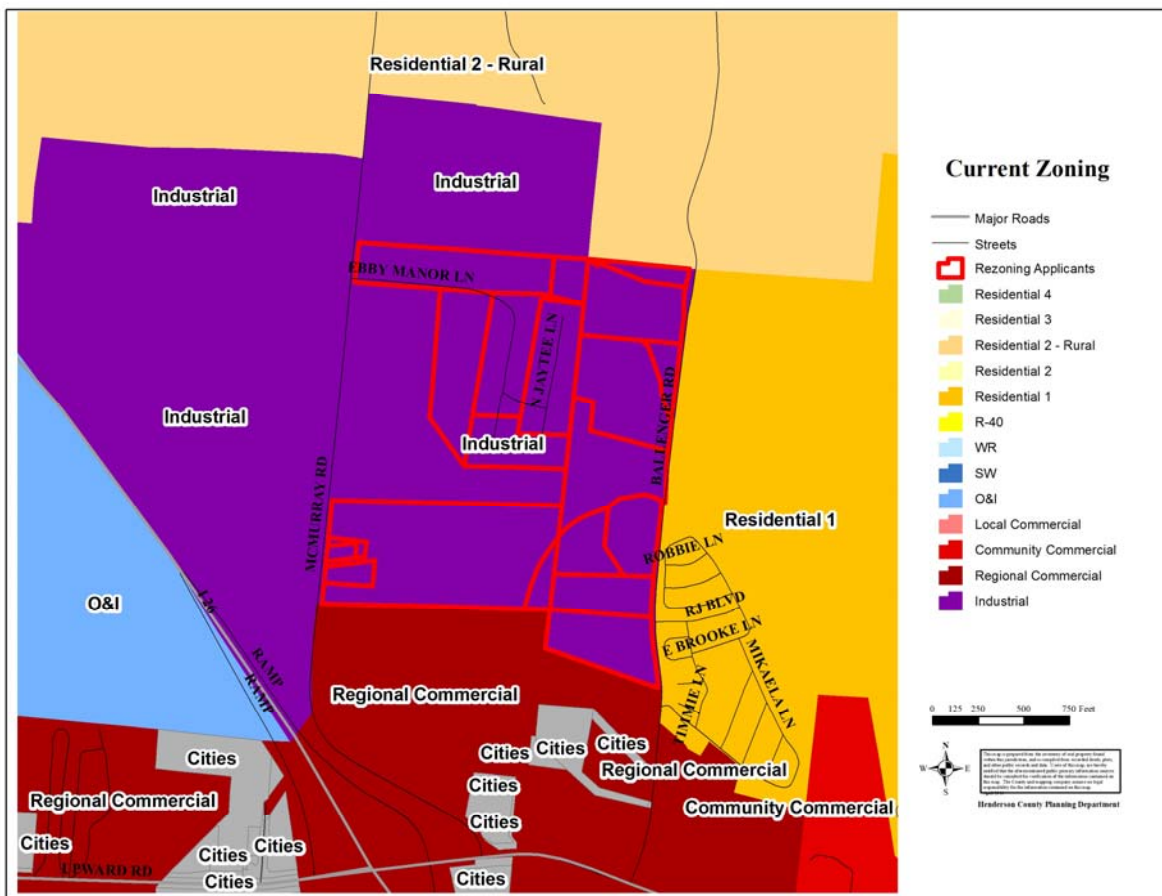 Residential 2 - Rural
Industrial
Industrial
EBBY MANOR LN
N JAYTEE LN
BALLENGER RD
Industrial
Industrial
MCMURRAY RD
Residential 1
ROBBIE LN
RJ BLVD
E BROOKE LN
MIKAELA LN
TIMMIE LN
O&I
I-26
RAMP
RAMP
Regional Commercial
Cities
Cities
Cities
Cities
Regional Commercial
Cities
Regional Commercial
Community Commercial
Cities
Cities
Cities
Cities
Cities
Cities
UPWARD RD
Current Zoning
Major Roads
Streets
Rezoning Applicants
Residential 4
Residential 3
Residential 2 - Rural
Residential 2
Residential 1
R-40
WR
SW
O&I
Local Commercial
Community Commercial
Regional Commercial
Industrial
0 125 250 500 750 Feet
N
W E
S
Henderson County Planning Department